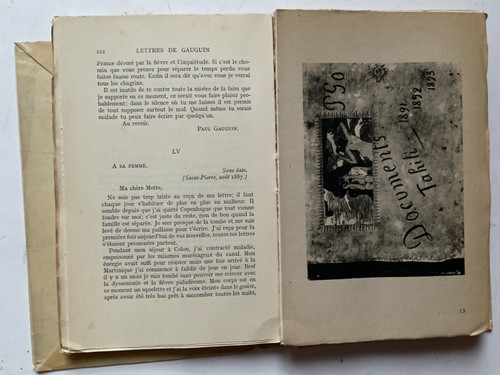 112 LETTRES DE GAUGUIN
France dévoré par la fièvre et l'inquiétude. Si c'est le che-
min que vous prenez pour réparer le temps perdu vous
faites fausse route. Enfin il sera dit qu'avec vous je verrai
tous les chagrins.
Il est inutile de te conter toute la misère de la faim que
je supporte en ce moment, ce serait vous faire plaisir pro-
bablement; dans le silence où tu me laisses il est permis
de tout supposer surtout le mal. Quand même tu serais
malade tu peux faire écrire par quelqu'un.
Au revoir.
PAUL GAUGUIN.
LV
A SA FEMME.
Sans date.
(Saint-Pierre, août 1887.)
Ma chère Mette,
Ne sois pas trop triste au reçu de ma lettre; il faut
chaque jour s'habituer de plus en plus au malheur. Il
semble depuis que j'ai quitté Copenhague que tout vienne
fondre sur moi; c'est juste du reste, rien de bon quand la
famille est séparée. Je sors presque de la tombe et me suis
levé de dessus ma paillasse pour t'écrire. J'ai reçu pour la
première fois aujourd'hui de vos nouvelles, toutes tes lettres
s'étaient promenées partout.
Pendant mon séjour à Colon, j'ai contracté maladie,
empoisonné par les miasmes marécageux du canal. Mon
énergie avait suffi pour résister mais une fois arrivé à la
Martinique j'ai commencé à faiblir de jour en jour. Bref
il y a un mois je suis tombé sans pouvoir me relever avec
la dyssenterie et la fièvre paludéenne. Mon corps est en
ce moment un squelette et j'ai la voix éteinte dans le gosier,
après avoir été très bas prêt à succomber toutes les nuits,
PGO
Documents
Tahiti
1891
1892
1893
13